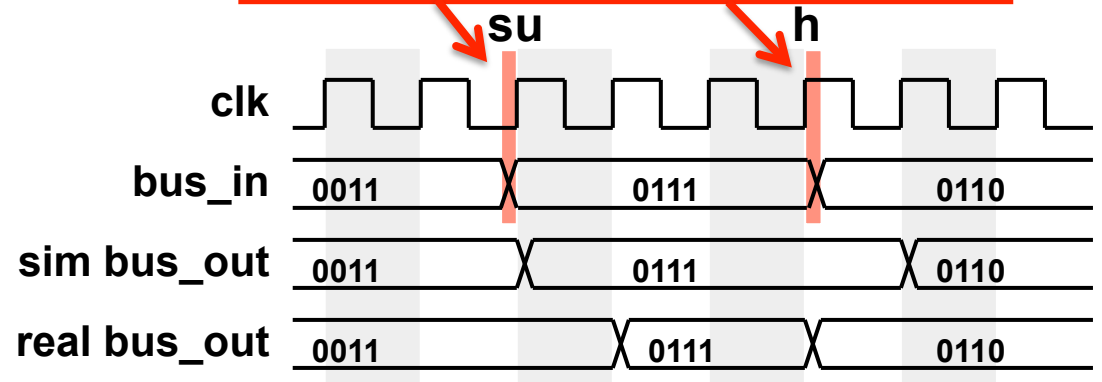 su h
clk
bus_in 0011 0111 0110
sim bus_out 0011 0111 0110
real bus_out 0011 0111 0110